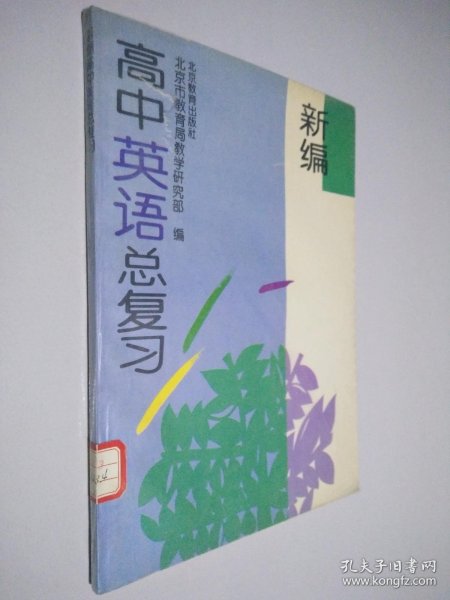 新编
高中英语总复习
北京教育出版社
北京市教育局教学研究部 编
孔夫子旧书网
www.kongfz.com